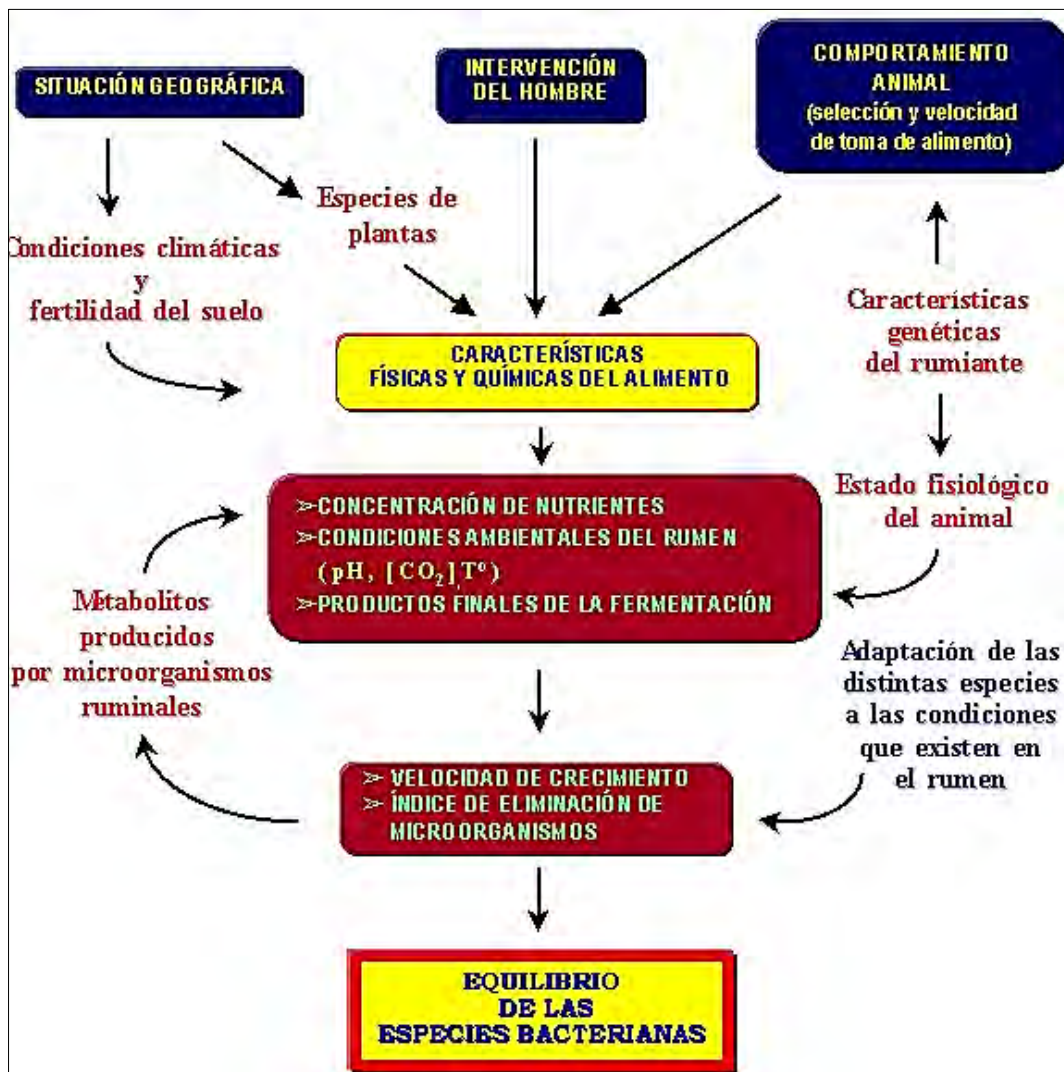 SITUACIÓN GEOGRÁFICA
INTERVENCIÓN
DEL HOMBRE
COMPORTAMIENTO
ANIMAL
(selección y velocidad
de toma de alimento)
Especies de
plantas
Condiciones climáticas
y
fertilidad del suelo
Características
genéticas
del rumiante
CARACTERÍSTICAS
FÍSICAS Y QUÍMICAS DEL ALIMENTO
Estado fisiológico
del animal
➢CONCENTRACIÓN DE NUTRIENTES
➢CONDICIONES AMBIENTALES DEL RUMEN
(pH, [CO₂],Tº)
➢PRODUCTOS FINALES DE LA FERMENTACIÓN
Metabolitos
producidos
por microorganismos
ruminales
Adaptación de las
distintas especies
a las condiciones
que existen en
el rumen
➢ VELOCIDAD DE CRECIMIENTO
➢ ÍNDICE DE ELIMINACIÓN DE
MICROORGANISMOS
EQUILIBRIO
DE LAS
ESPECIES BACTERIANAS